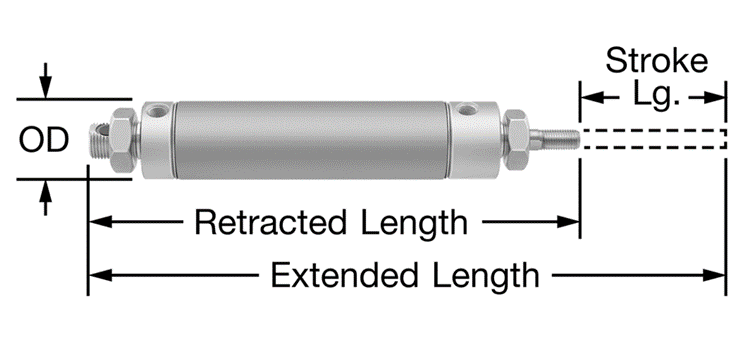 Stroke
Lg.
OD
Retracted Length
Extended Length